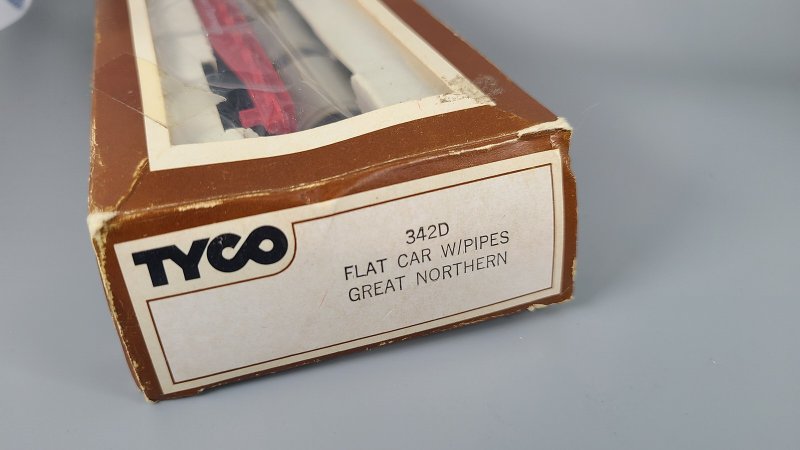 TYCO
342D
FLAT CAR W/PIPES
GREAT NORTHERN